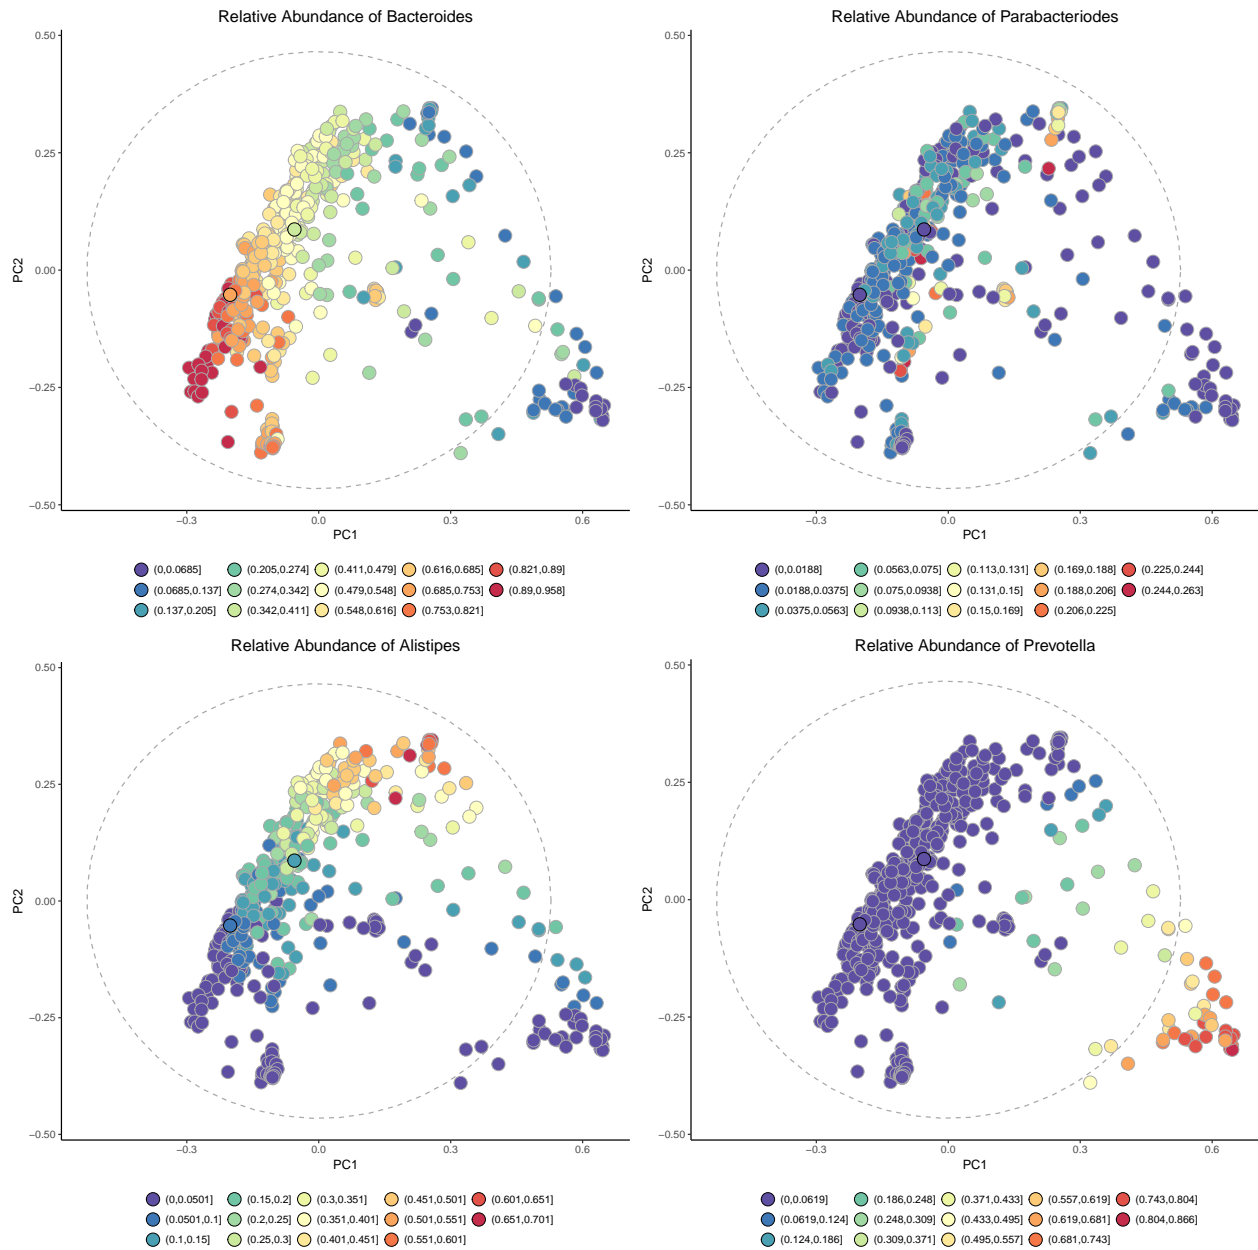 Relative Abundance of Bacteroides
0.50
0.25
0.00
−0.25
−0.50
PC2
−0.3 0.0 0.3 0.6
PC1
(0,0.0685] (0.205,0.274] (0.411,0.479] (0.616,0.685] (0.821,0.89]
(0.0685,0.137] (0.274,0.342] (0.479,0.548] (0.685,0.753] (0.89,0.958]
(0.137,0.205] (0.342,0.411] (0.548,0.616] (0.753,0.821]
Relative Abundance of Parabacteriodes
0.50
0.25
0.00
−0.25
−0.50
PC2
−0.3 0.0 0.3 0.6
PC1
(0,0.0188] (0.0563,0.075] (0.113,0.131] (0.169,0.188] (0.225,0.244]
(0.0188,0.0375] (0.075,0.0938] (0.131,0.15] (0.188,0.206] (0.244,0.263]
(0.0375,0.0563] (0.0938,0.113] (0.15,0.169] (0.206,0.225]
Relative Abundance of Alistipes
0.50
0.25
0.00
−0.25
−0.50
PC2
−0.3 0.0 0.3 0.6
PC1
(0,0.0501] (0.15,0.2] (0.3,0.351] (0.451,0.501] (0.601,0.651]
(0.0501,0.1] (0.2,0.25] (0.351,0.401] (0.501,0.551] (0.651,0.701]
(0.1,0.15] (0.25,0.3] (0.401,0.451] (0.551,0.601]
Relative Abundance of Prevotella
0.50
0.25
0.00
−0.25
−0.50
PC2
−0.3 0.0 0.3 0.6
PC1
(0,0.0619] (0.186,0.248] (0.371,0.433] (0.557,0.619] (0.743,0.804]
(0.0619,0.124] (0.248,0.309] (0.433,0.495] (0.619,0.681] (0.804,0.866]
(0.124,0.186] (0.309,0.371] (0.495,0.557] (0.681,0.743]